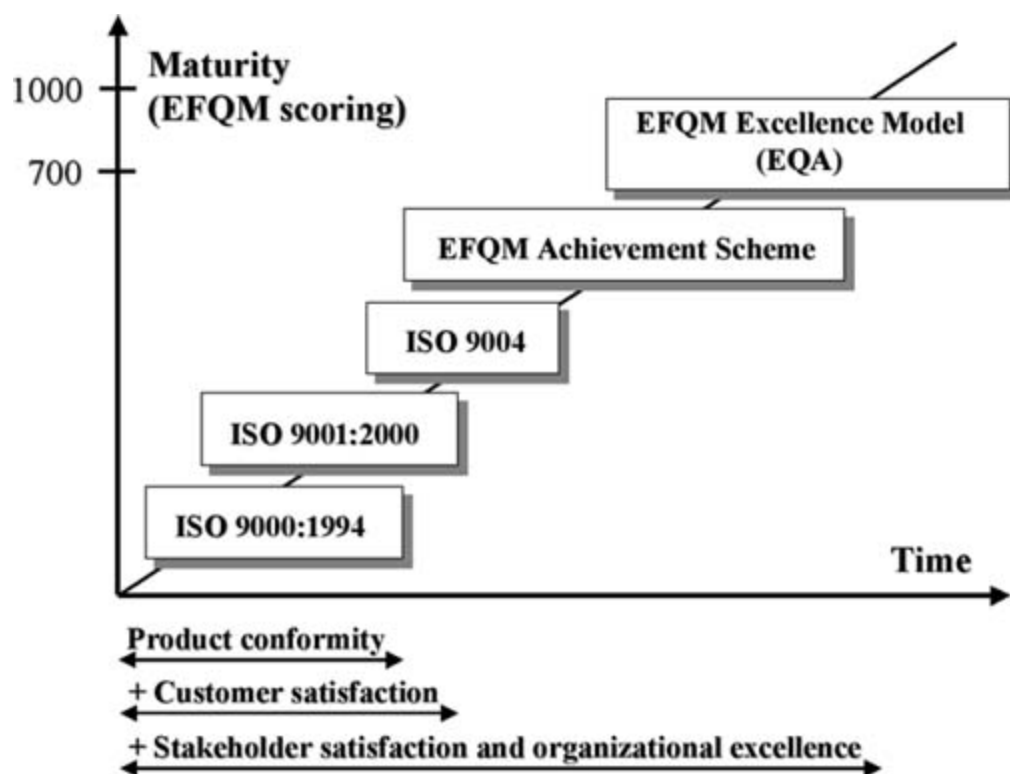 Maturity
(EFQM scoring)
1000
700
EFQM Excellence Model
(EQA)
EFQM Achievement Scheme
ISO 9004
ISO 9001:2000
ISO 9000:1994
Time
Product conformity
+ Customer satisfaction
+ Stakeholder satisfaction and organizational excellence